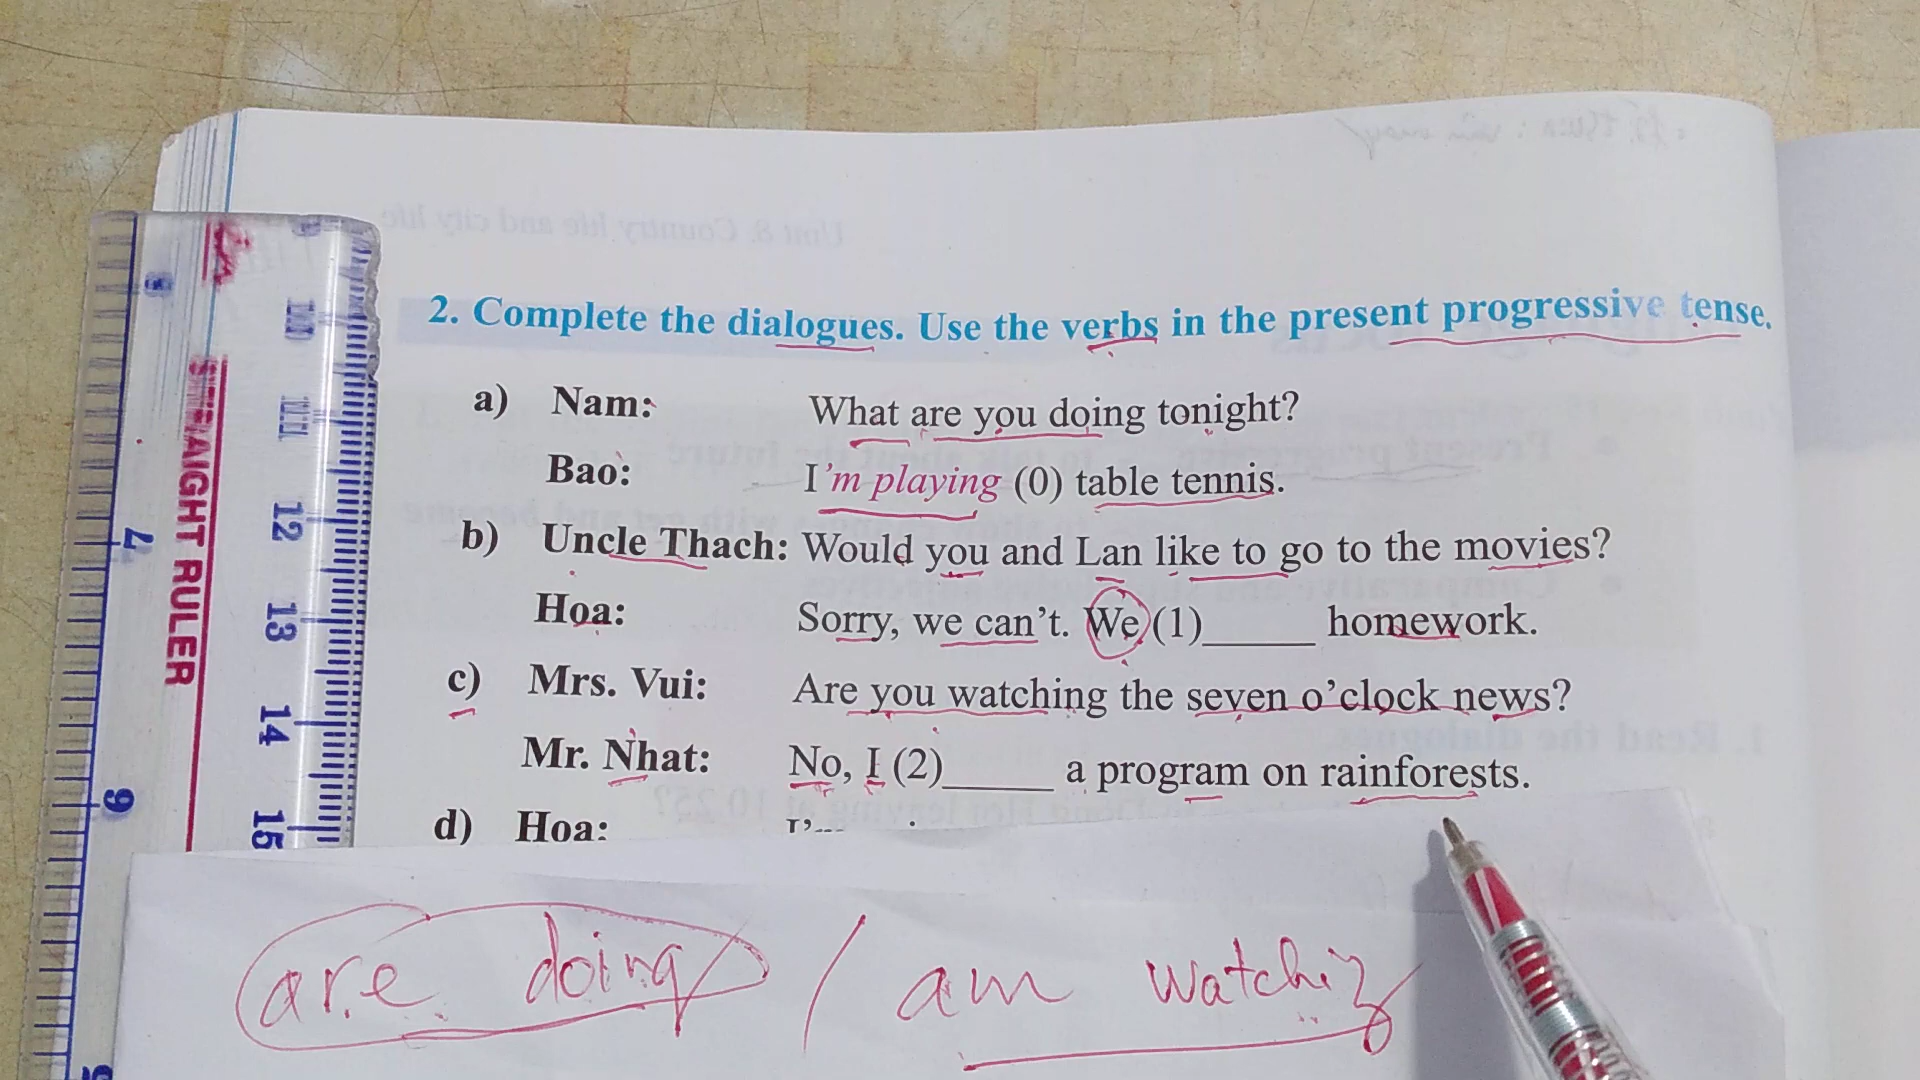 2. Complete the dialogues. Use the verbs in the present progressive tense.
a) Nam: What are you doing tonight?
Bao: I'm playing (0) table tennis.
b) Uncle Thach: Would you and Lan like to go to the movies?
Hoa: Sorry, we can't. We (1)_____ homework.
c) Mrs. Vui: Are you watching the seven o'clock news?
Mr. Nhat: No, I (2)_____ a program on rainforests.
d) Hoa:
are doing / am watching
STRAIGHT RULER
10
11
12
13
14
15